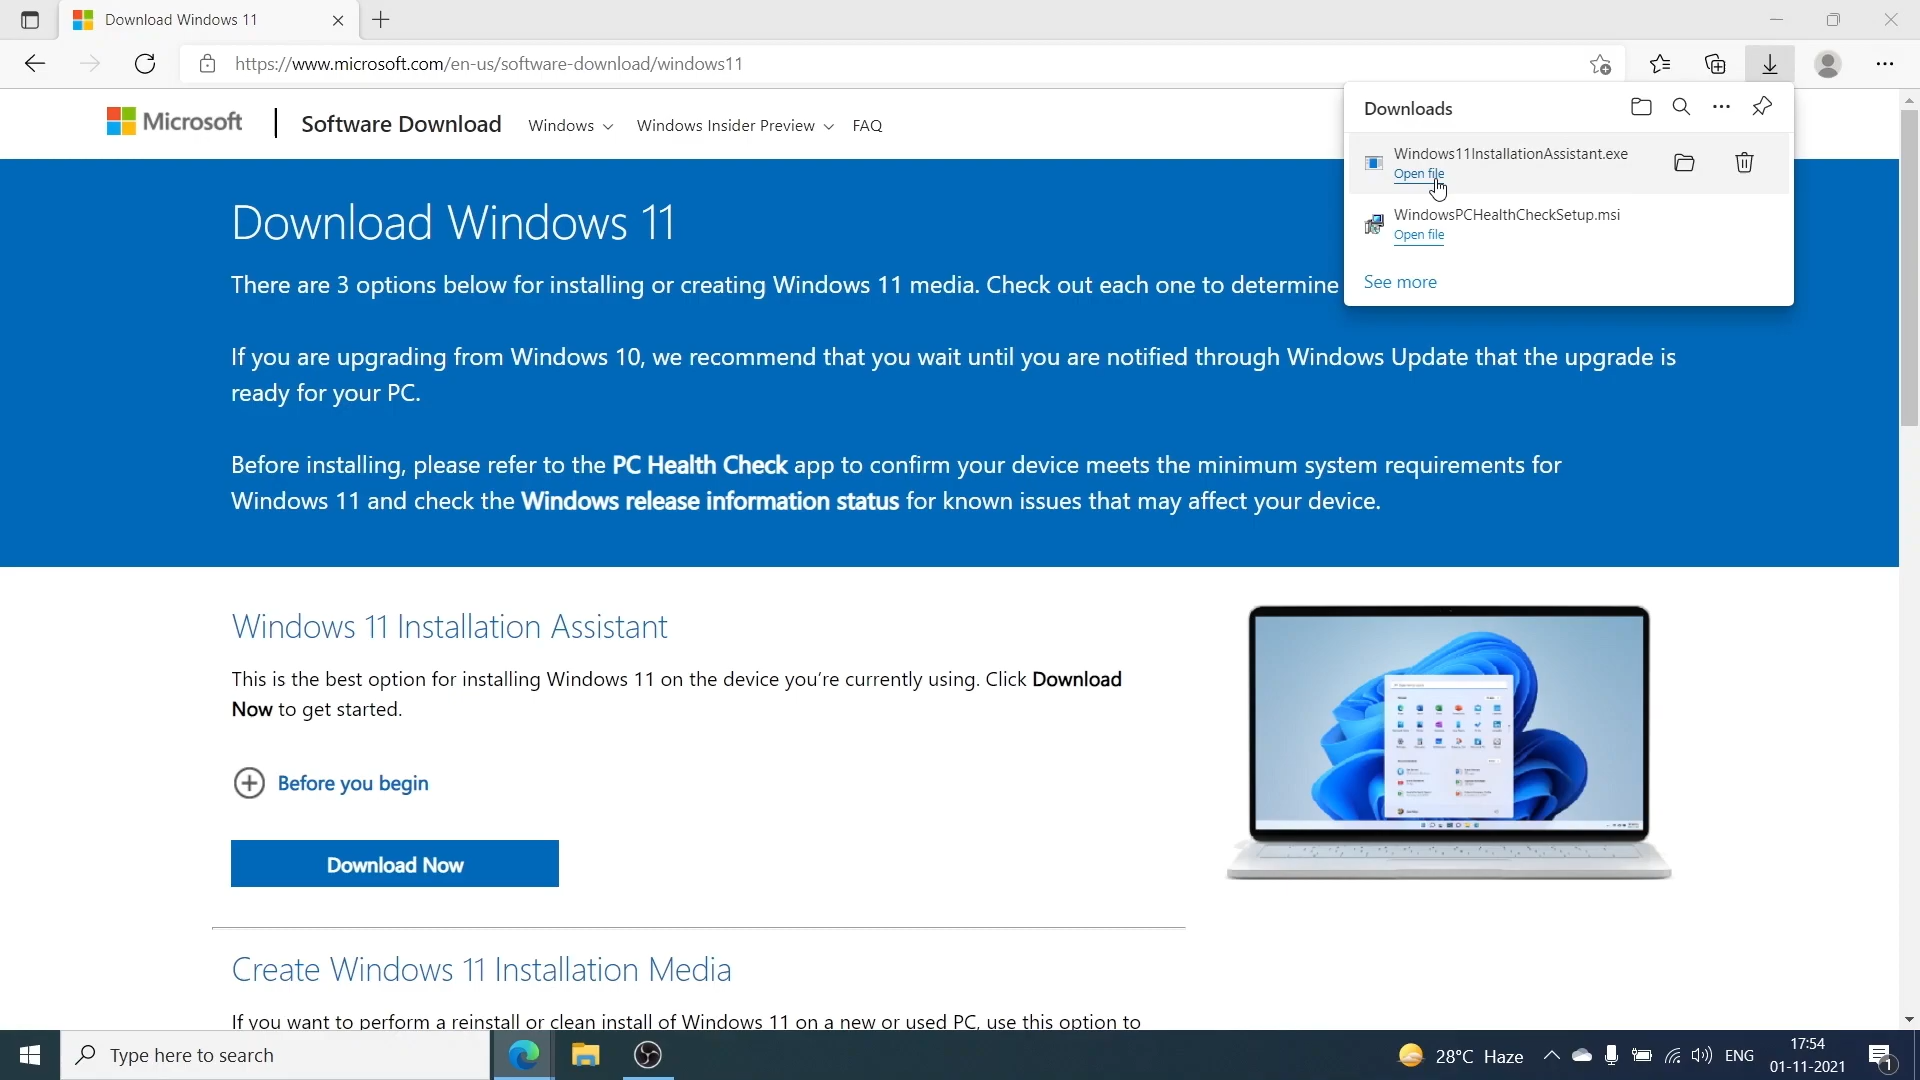 Download Windows 11
https://www.microsoft.com/en-us/software-download/windows11
Microsoft
Software Download
Windows
Windows Insider Preview
FAQ
Downloads
Windows11InstallationAssistant.exe
Open file
WindowsPCHealthCheckSetup.msi
Open file
See more
Download Windows 11
There are 3 options below for installing or creating Windows 11 media. Check out each one to determine
If you are upgrading from Windows 10, we recommend that you wait until you are notified through Windows Update that the upgrade is
ready for your PC.
Before installing, please refer to the PC Health Check app to confirm your device meets the minimum system requirements for
Windows 11 and check the Windows release information status for known issues that may affect your device.
Windows 11 Installation Assistant
This is the best option for installing Windows 11 on the device you're currently using. Click Download
Now to get started.
Before you begin
Download Now
Create Windows 11 Installation Media
If you want to perform a reinstall or clean install of Windows 11 on a new or used PC, use this option to
Type here to search
28°C Haze
ENG
17:54
01-11-2021
1